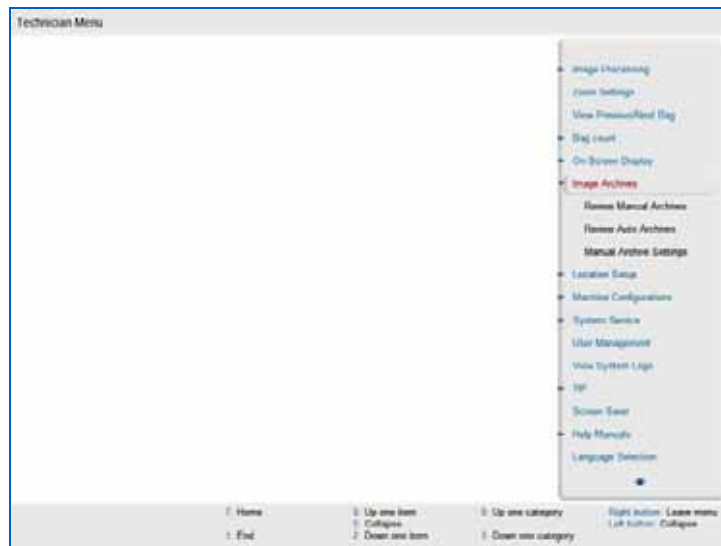 Technician Menu
Image Processing
Zoom Settings
View Previous/Next Bag
Bag count
On Screen Display
Image Archives
Review Manual Archives
Review Auto Archives
Manual Archive Settings
Location Setup
Machine Configurations
System Service
User Management
View System Logs
TIP
Screen Saver
Help Manuals
Language Selection
7 Home 8 Up one item 9 Up one category Right button: Leave menu
5 Collapse Left button: Collapse
1 End 2 Down one item 3 Down one category